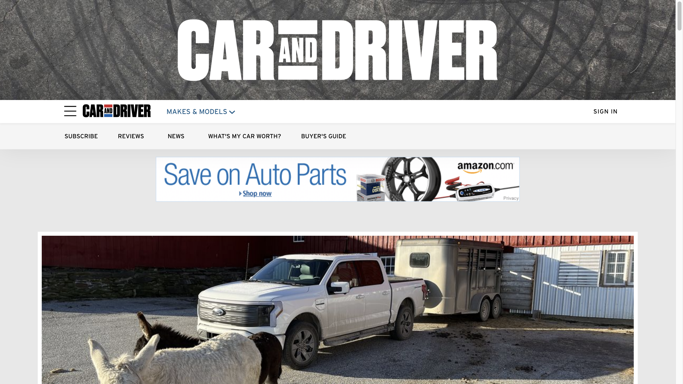 CAR AND DRIVER
CAR AND DRIVER
MAKES & MODELS
SIGN IN
SUBSCRIBE
REVIEWS
NEWS
WHAT'S MY CAR WORTH?
BUYER'S GUIDE
Save on Auto Parts
Shop now
amazon.com
Privacy